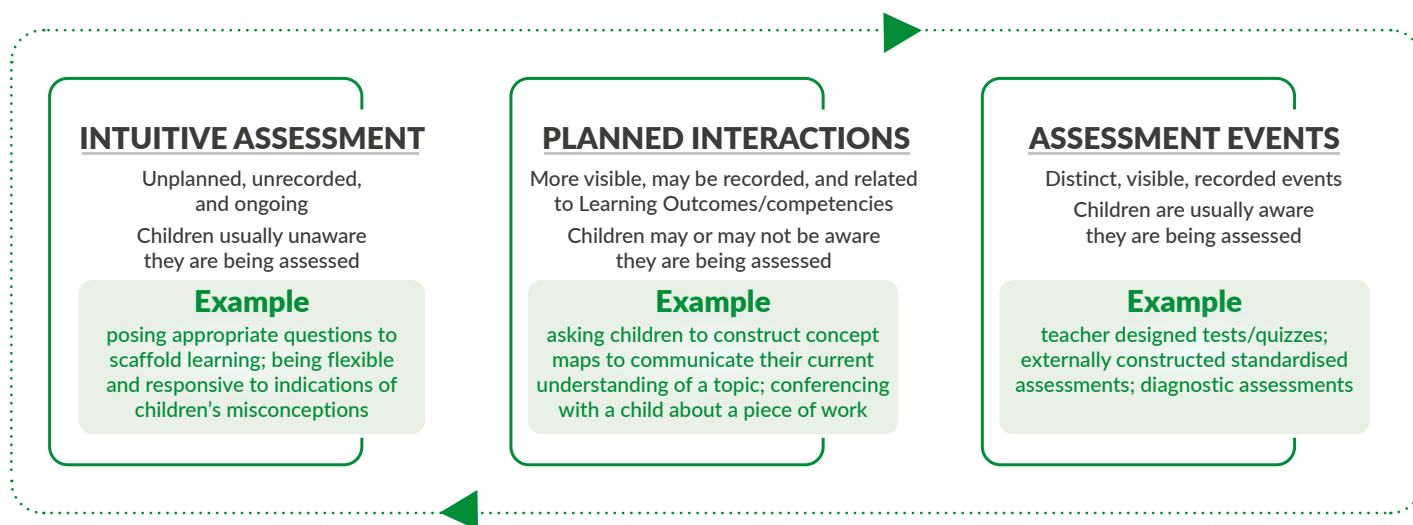 INTUITIVE ASSESSMENT
Unplanned, unrecorded,
and ongoing
Children usually unaware
they are being assessed
Example
posing appropriate questions to
scaffold learning; being flexible
and responsive to indications of
children’s misconceptions
PLANNED INTERACTIONS
More visible, may be recorded, and related
to Learning Outcomes/competencies
Children may or may not be aware
they are being assessed
Example
asking children to construct concept
maps to communicate their current
understanding of a topic; conferencing
with a child about a piece of work
ASSESSMENT EVENTS
Distinct, visible, recorded events
Children are usually aware
they are being assessed
Example
teacher designed tests/quizzes;
externally constructed standardised
assessments; diagnostic assessments